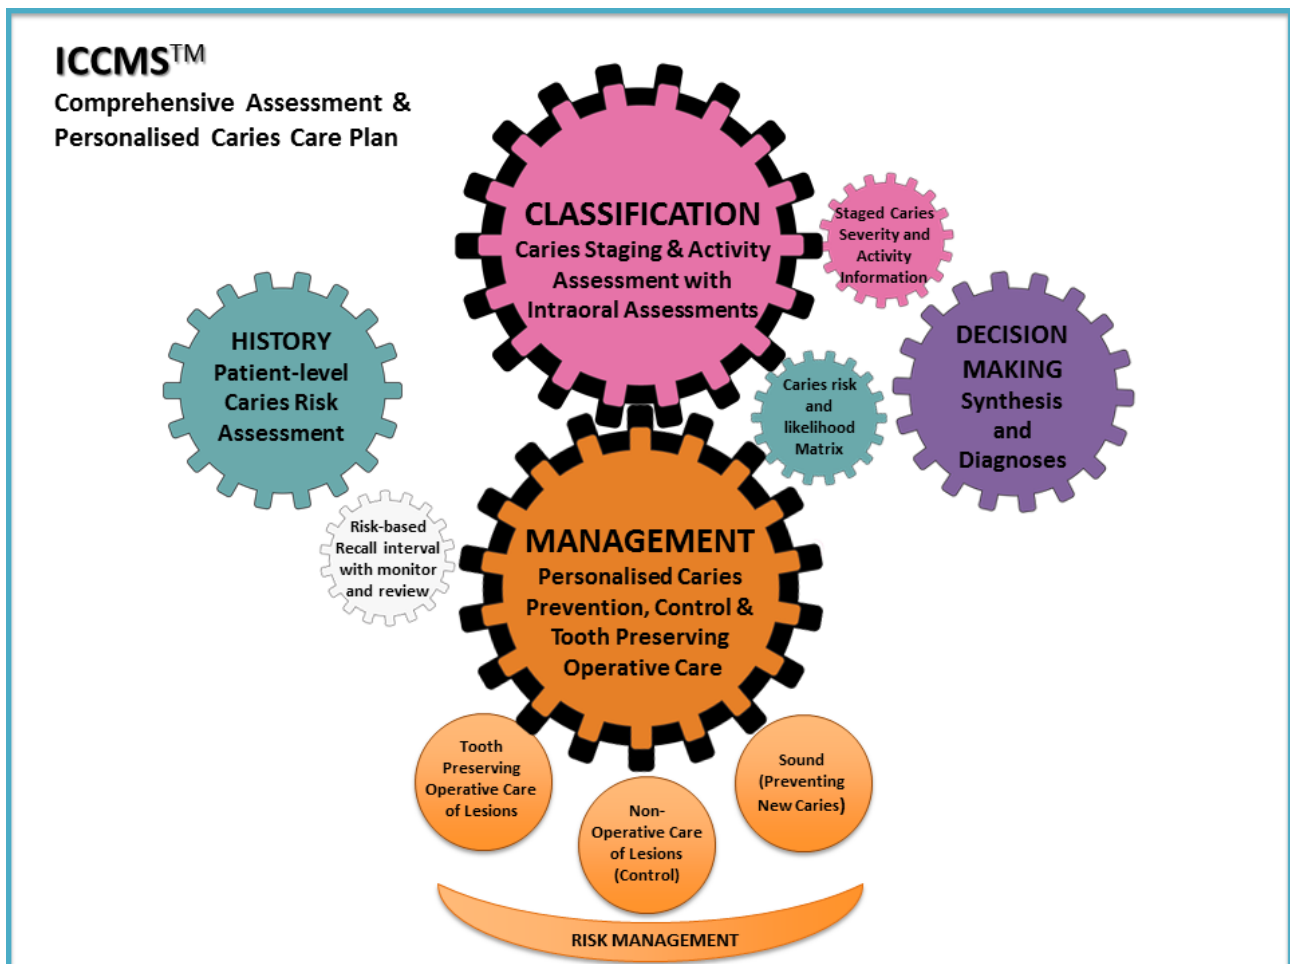 ICCMS™
Comprehensive Assessment &
Personalised Caries Care Plan
CLASSIFICATION
Caries Staging & Activity
Assessment with
Intraoral Assessments
Staged Caries
Severity and
Activity
Information
HISTORY
Patient-level
Caries Risk
Assessment
DECISION
MAKING
Synthesis
and
Diagnoses
Caries risk
and
likelihood
Matrix
Risk-based
Recall interval
with monitor
and review
MANAGEMENT
Personalised Caries
Prevention, Control &
Tooth Preserving
Operative Care
Tooth
Preserving
Operative Care
of Lesions
Non-
Operative Care
of Lesions
(Control)
Sound
(Preventing
New Caries)
RISK MANAGEMENT